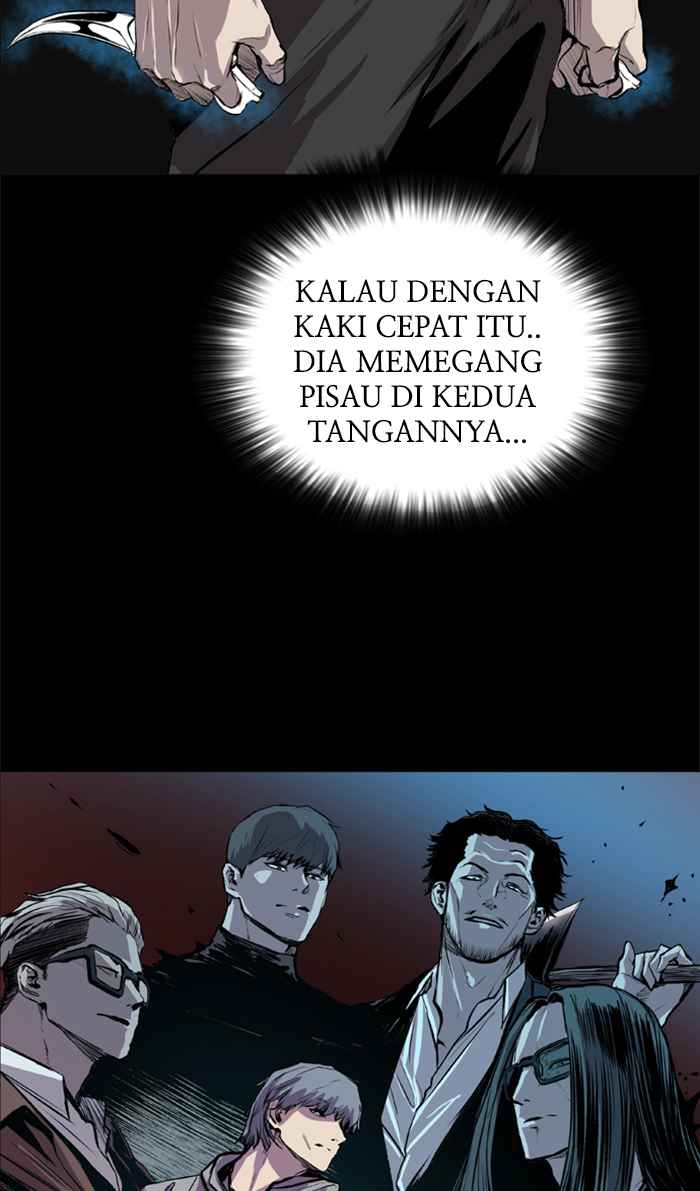 KALAU DENGAN
KAKI CEPAT ITU..
DIA MEMEGANG
PISAU DI KEDUA
TANGANNYA...